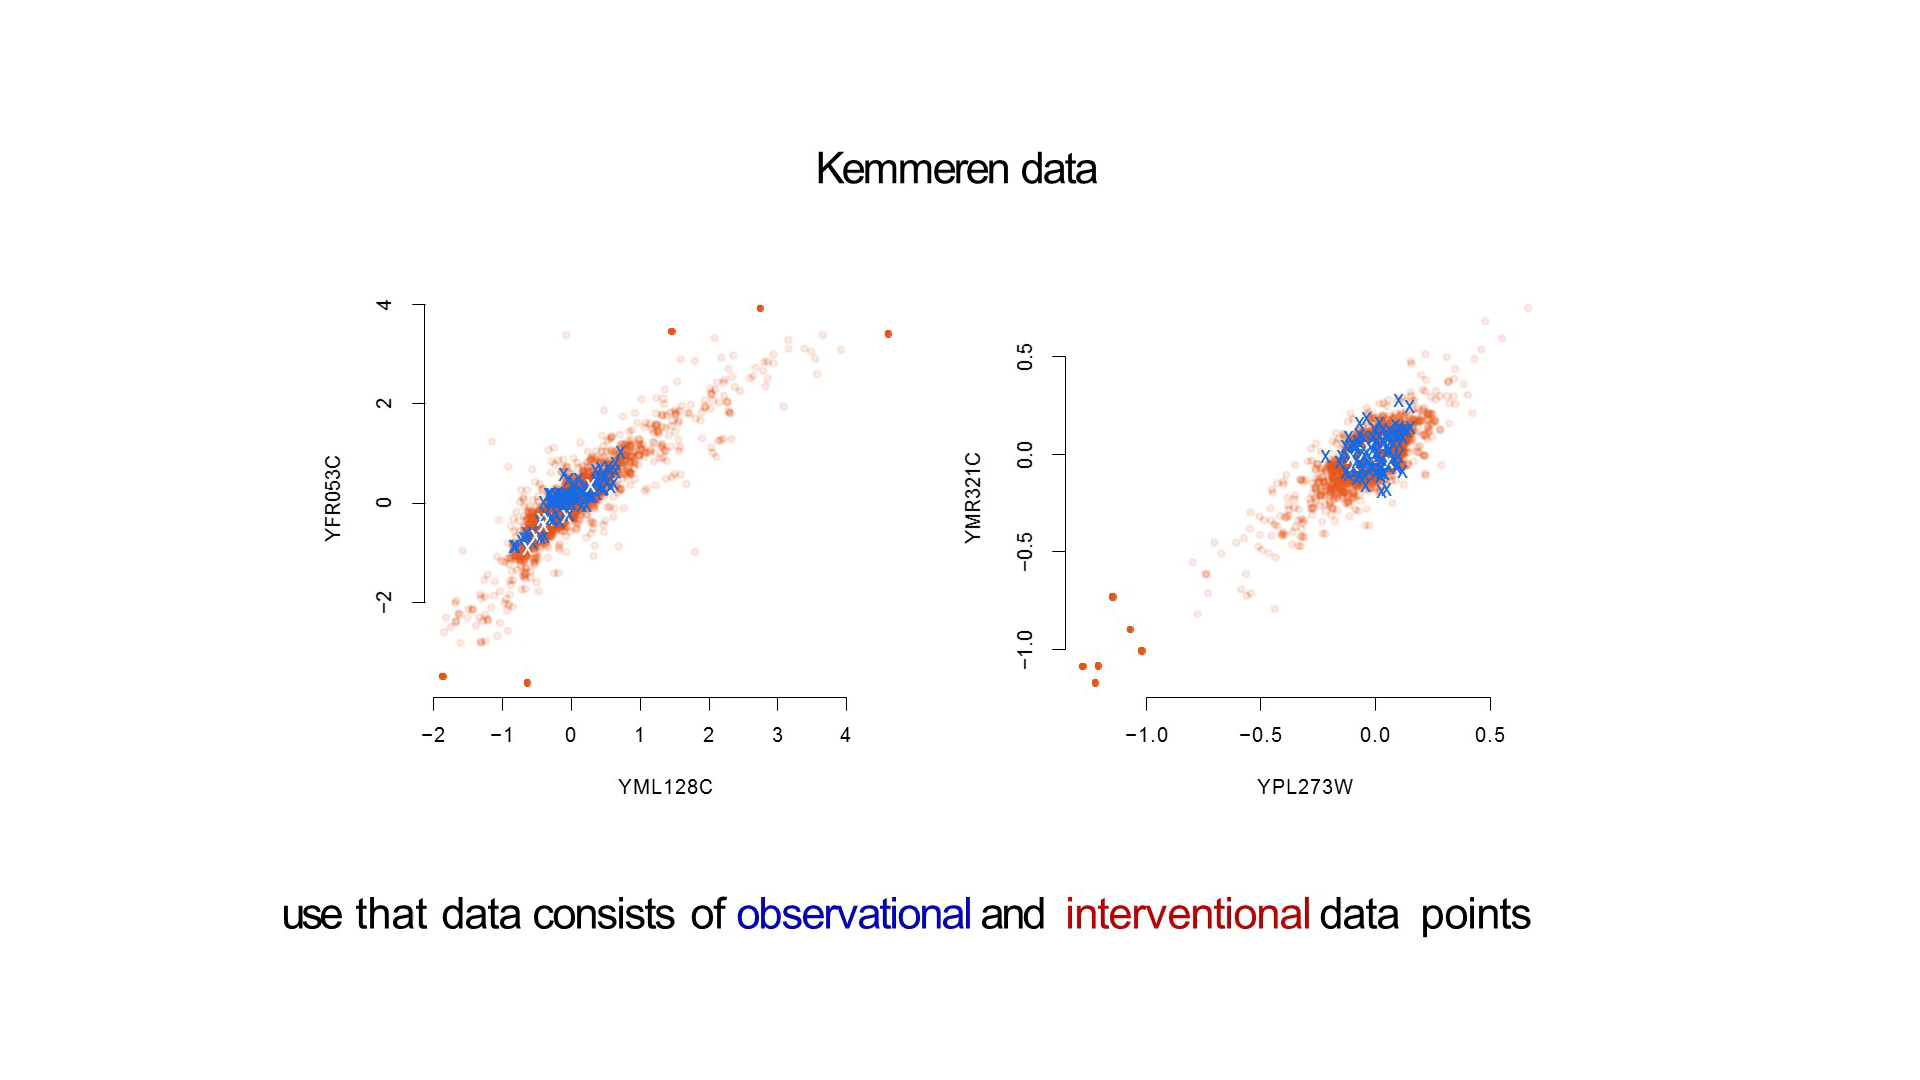 Kemmeren data
YFR053C
4
2
0
−2
−2 −1 0 1 2 3 4
YML128C
YMR321C
0.5
0.0
−0.5
−1.0
−1.0 −0.5 0.0 0.5
YPL273W
use that data consists of observational and interventional data points